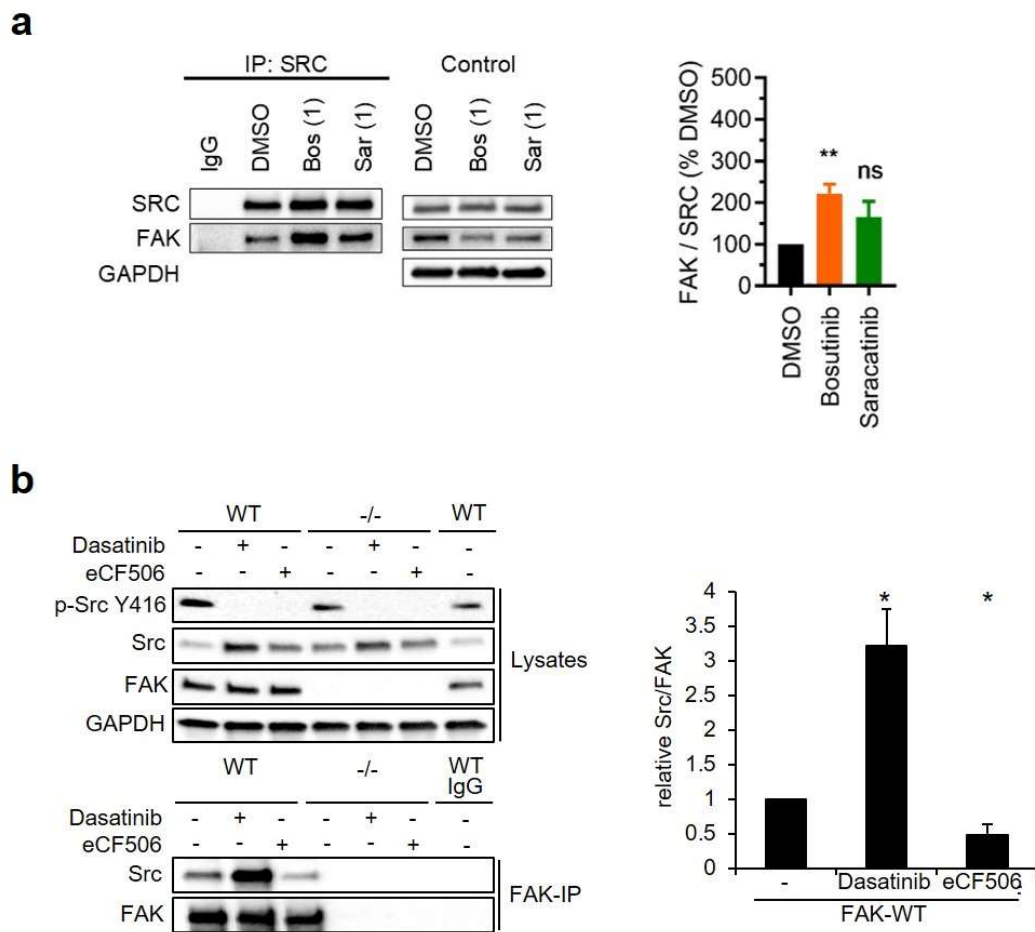 a
IP: SRC
Control
IgG
DMSO
Bos (1)
Sar (1)
DMSO
Bos (1)
Sar (1)
SRC
FAK
GAPDH
FAK / SRC (% DMSO)
500
400
300
200
100
0
**
ns
DMSO
Bosutinib
Saracatinib
b
WT -/- WT
Dasatinib - + - - + - -
eCF506 - - + - - + -
p-Src Y416
Src
FAK
GAPDH
Lysates
WT -/- WT
IgG
Dasatinib - + - - + - -
eCF506 - - + - - + -
Src
FAK
FAK-IP
relative Src/FAK
4
3.5
3
2.5
2
1.5
1
0.5
0
* *
- Dasatinib eCF506
FAK-WT